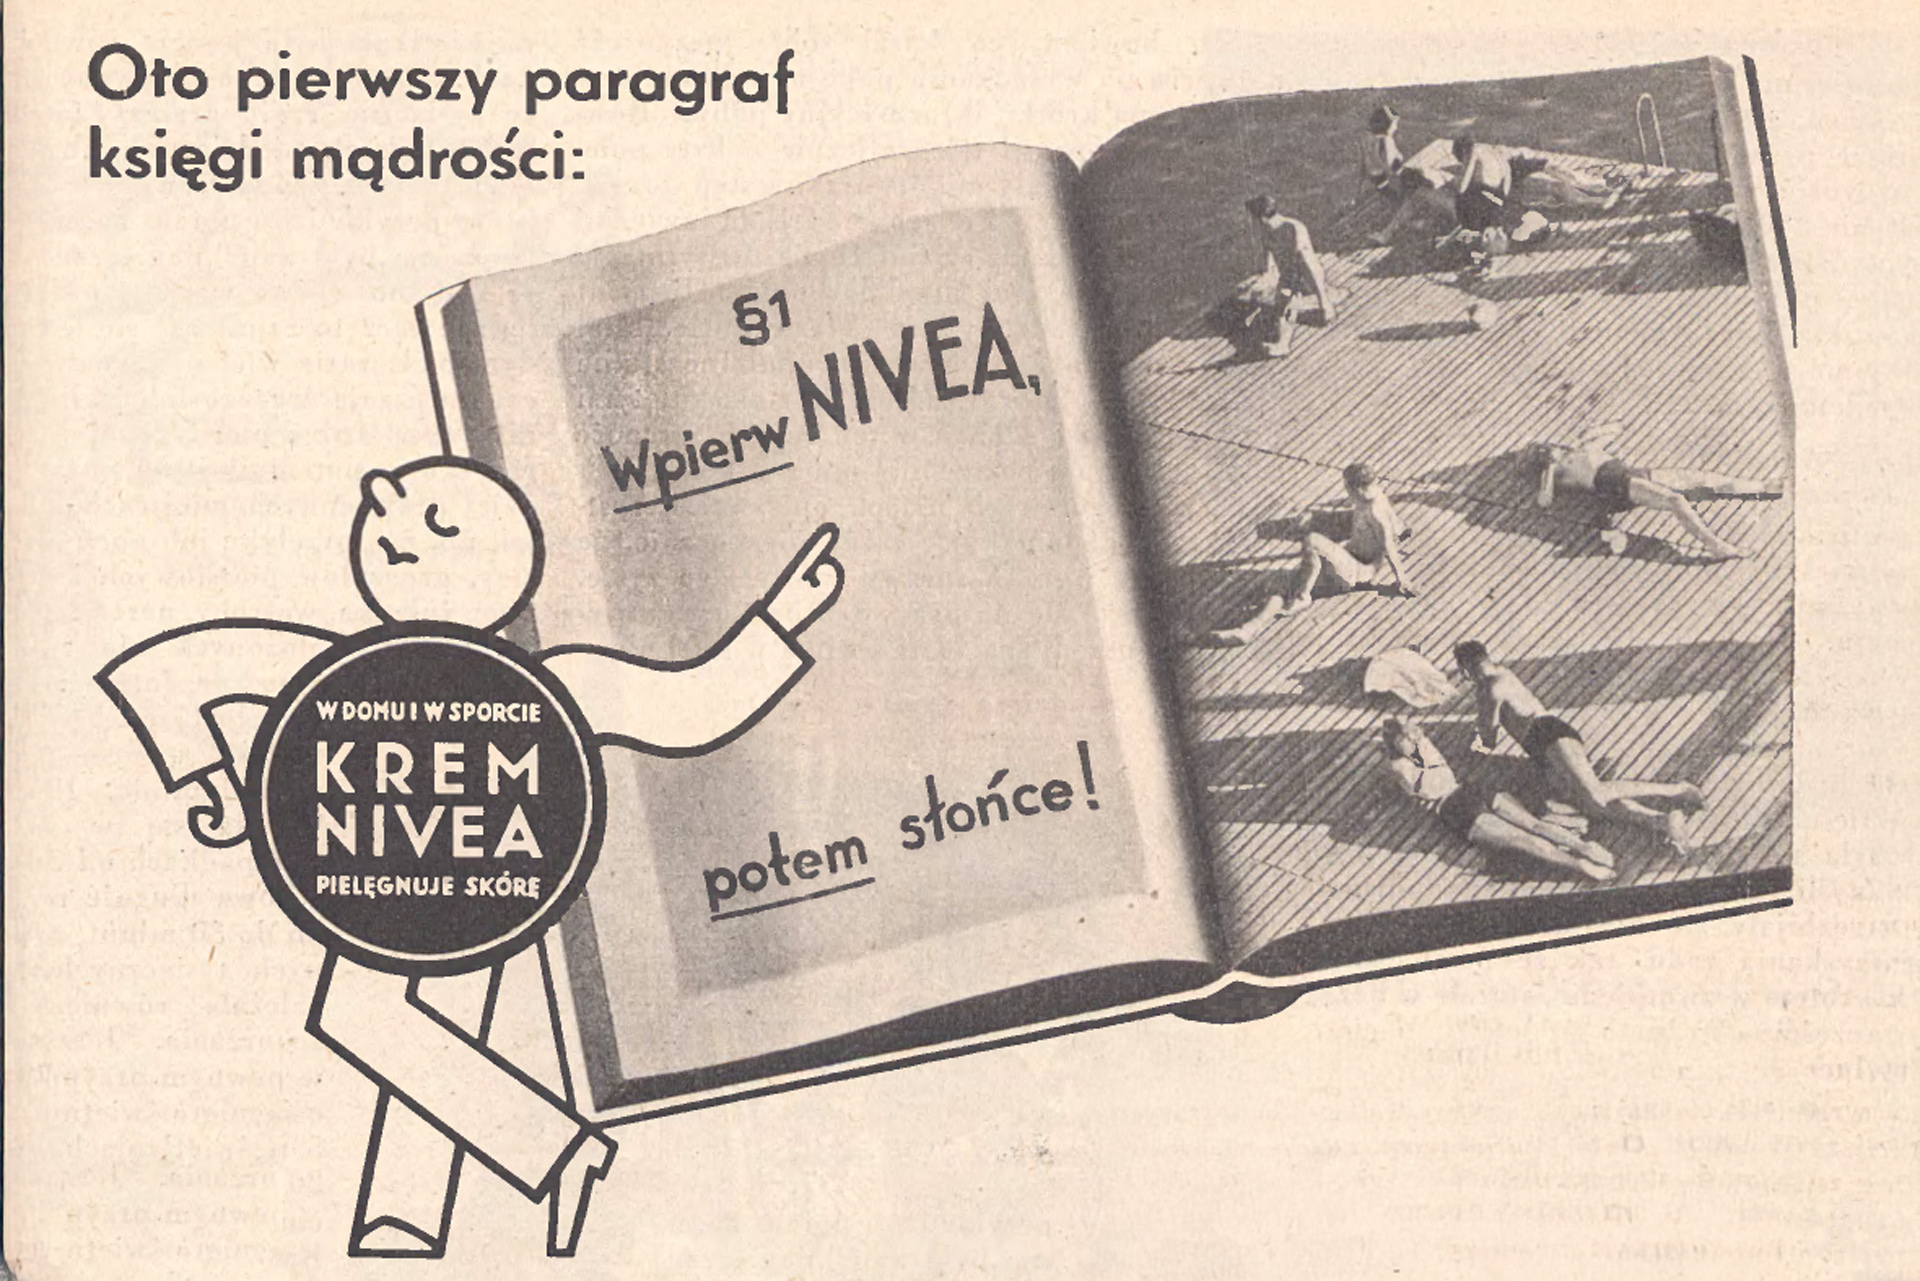 Oto pierwszy paragraf
księgi mądrości:
§1
Wpierw NIVEA,
potem słońce!
W DOMU I W SPORCIE
KREM
NIVEA
PIELĘGNUJE SKÓRĘ